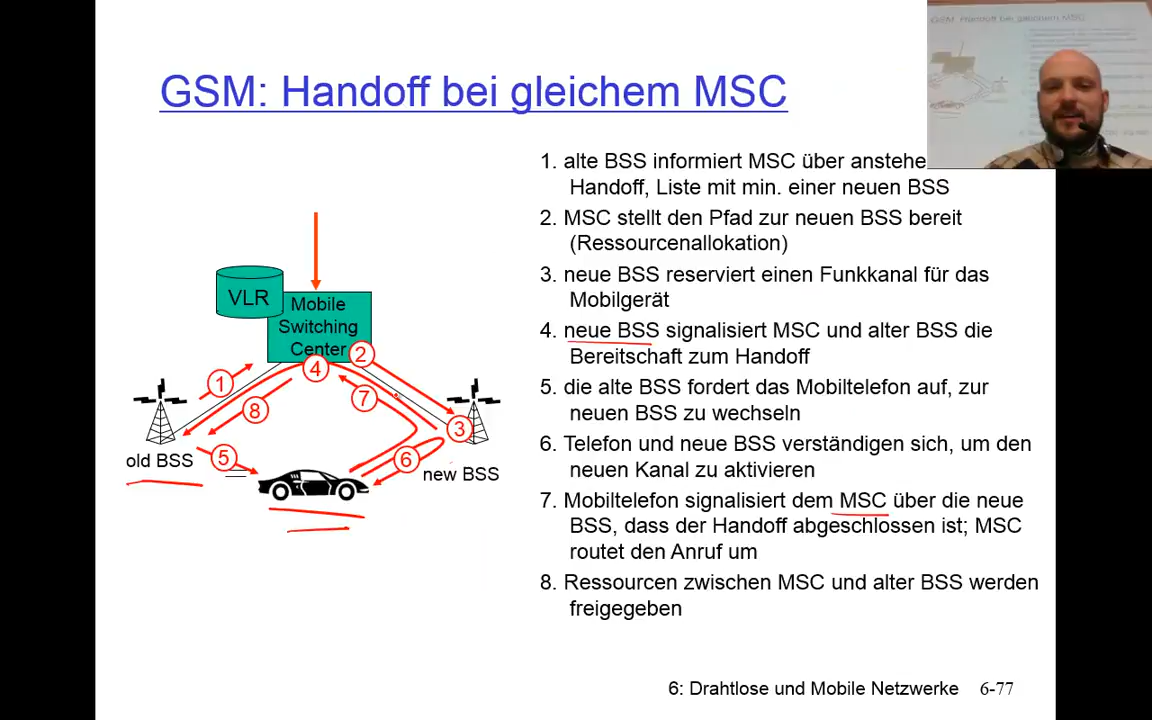 GSM: Handoff bei gleichem MSC
1. alte BSS informiert MSC über anstehe
Handoff, Liste mit min. einer neuen BSS
2. MSC stellt den Pfad zur neuen BSS bereit
(Ressourcenallokation)
3. neue BSS reserviert einen Funkkanal für das
Mobilgerät
4. neue BSS signalisiert MSC und alter BSS die
Bereitschaft zum Handoff
5. die alte BSS fordert das Mobiltelefon auf, zur
neuen BSS zu wechseln
6. Telefon und neue BSS verständigen sich, um den
neuen Kanal zu aktivieren
7. Mobiltelefon signalisiert dem MSC über die neue
BSS, dass der Handoff abgeschlossen ist; MSC
routet den Anruf um
8. Ressourcen zwischen MSC und alter BSS werden
freigegeben
VLR
Mobile
Switching
Center
2
4
1
7
8
3
5
6
old BSS
new BSS
6: Drahtlose und Mobile Netzwerke 6-77
GSM: Handoff bei gleichem MSC